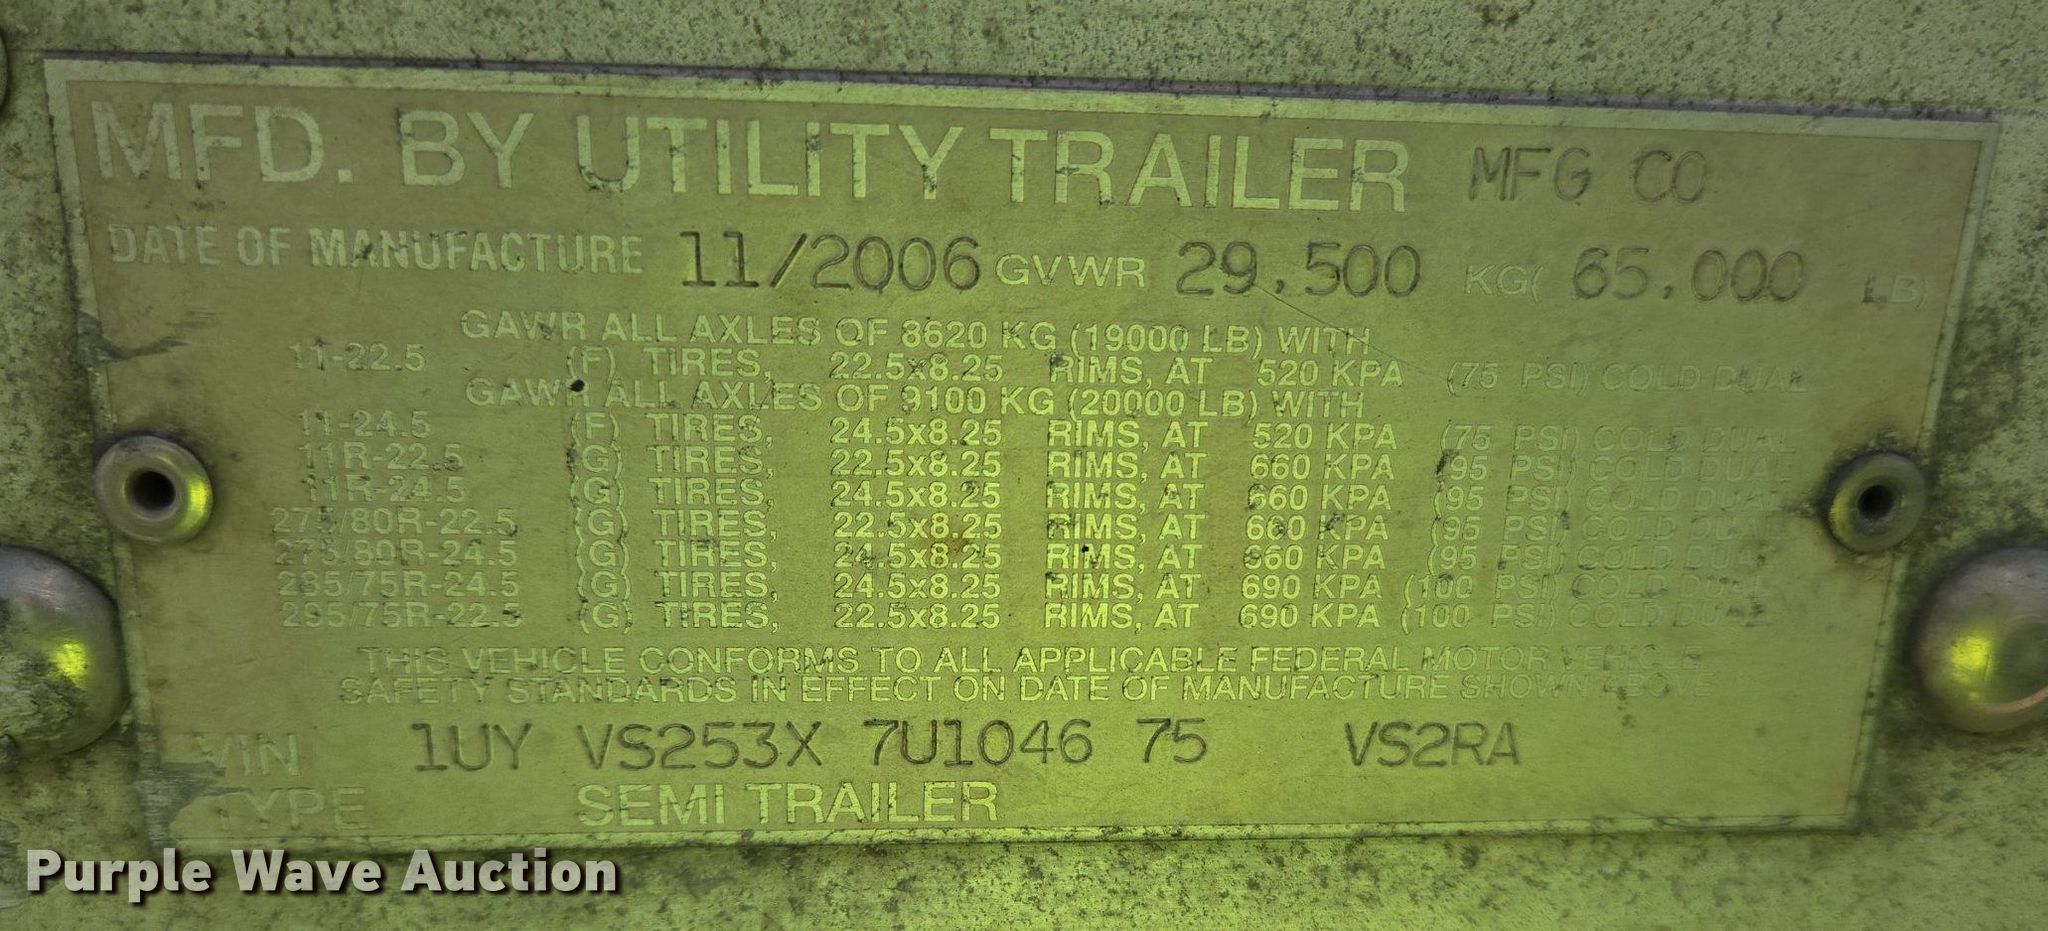 MFD. BY UTILITY TRAILER MFG CO
DATE OF MANUFACTURE 11/2006 GVWR 29,500 KG( 65,000 LB)
GAWR ALL AXLES OF 8620 KG (19000 LB) WITH
11-22.5 (F) TIRES, 22.5x8.25 RIMS, AT 520 KPA (75 PSI) COLD DUAL
GAWR ALL AXLES OF 9100 KG (20000 LB) WITH
11-24.5 (F) TIRES, 24.5x8.25 RIMS, AT 520 KPA (75 PSI) COLD DUAL
11R-22.5 (G) TIRES, 22.5x8.25 RIMS, AT 660 KPA (95 PSI) COLD DUAL
11R-24.5 (G) TIRES, 24.5x8.25 RIMS, AT 660 KPA (95 PSI) COLD DUAL
275/80R-22.5 (G) TIRES, 22.5x8.25 RIMS, AT 660 KPA (95 PSI) COLD DUAL
275/80R-24.5 (G) TIRES, 24.5x8.25 RIMS, AT 660 KPA (95 PSI) COLD DUAL
285/75R-24.5 (G) TIRES, 24.5x8.25 RIMS, AT 690 KPA (100 PSI) COLD DUAL
295/75R-22.5 (G) TIRES, 22.5x8.25 RIMS, AT 690 KPA (100 PSI) COLD DUAL
THIS VEHICLE CONFORMS TO ALL APPLICABLE FEDERAL MOTOR VEHICLE
SAFETY STANDARDS IN EFFECT ON DATE OF MANUFACTURE SHOWN ABOVE
VIN 1UY VS253X 7U1046 75 VS2RA
TYPE SEMI TRAILER
Purple Wave Auction